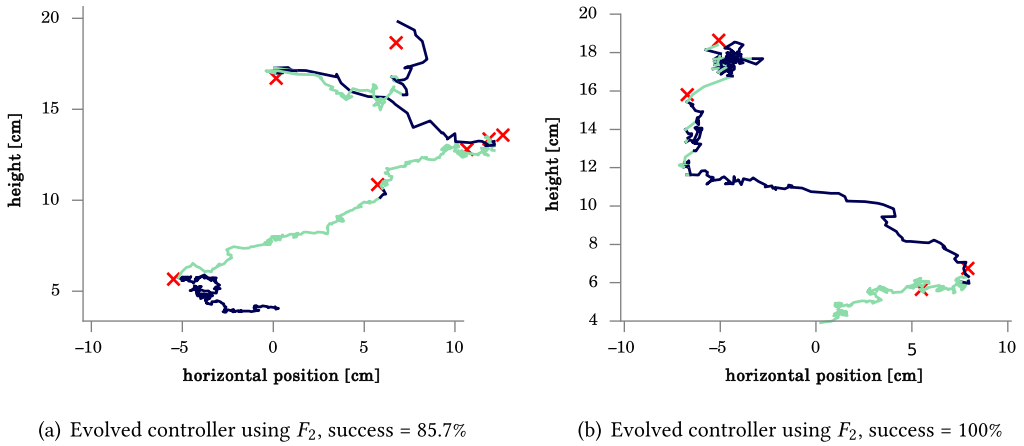 20
15
10
5
height [cm]
−10 −5 0 5 10
horizontal position [cm]
(a) Evolved controller using F₂, success = 85.7%
20
18
16
14
12
10
8
6
4
height [cm]
−10 −5 0 5 10
horizontal position [cm]
(b) Evolved controller using F₂, success = 100%